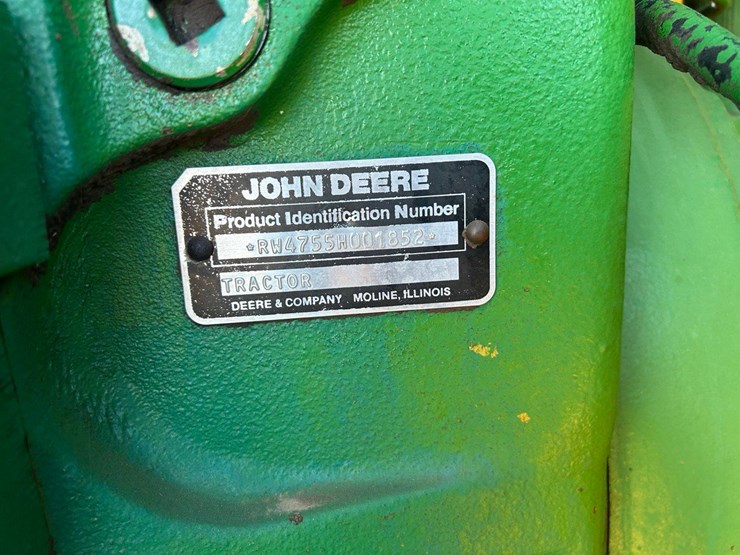 JOHN DEERE
Product Identification Number
*RW4755H001852*
TRACTOR
DEERE & COMPANY MOLINE, ILLINOIS